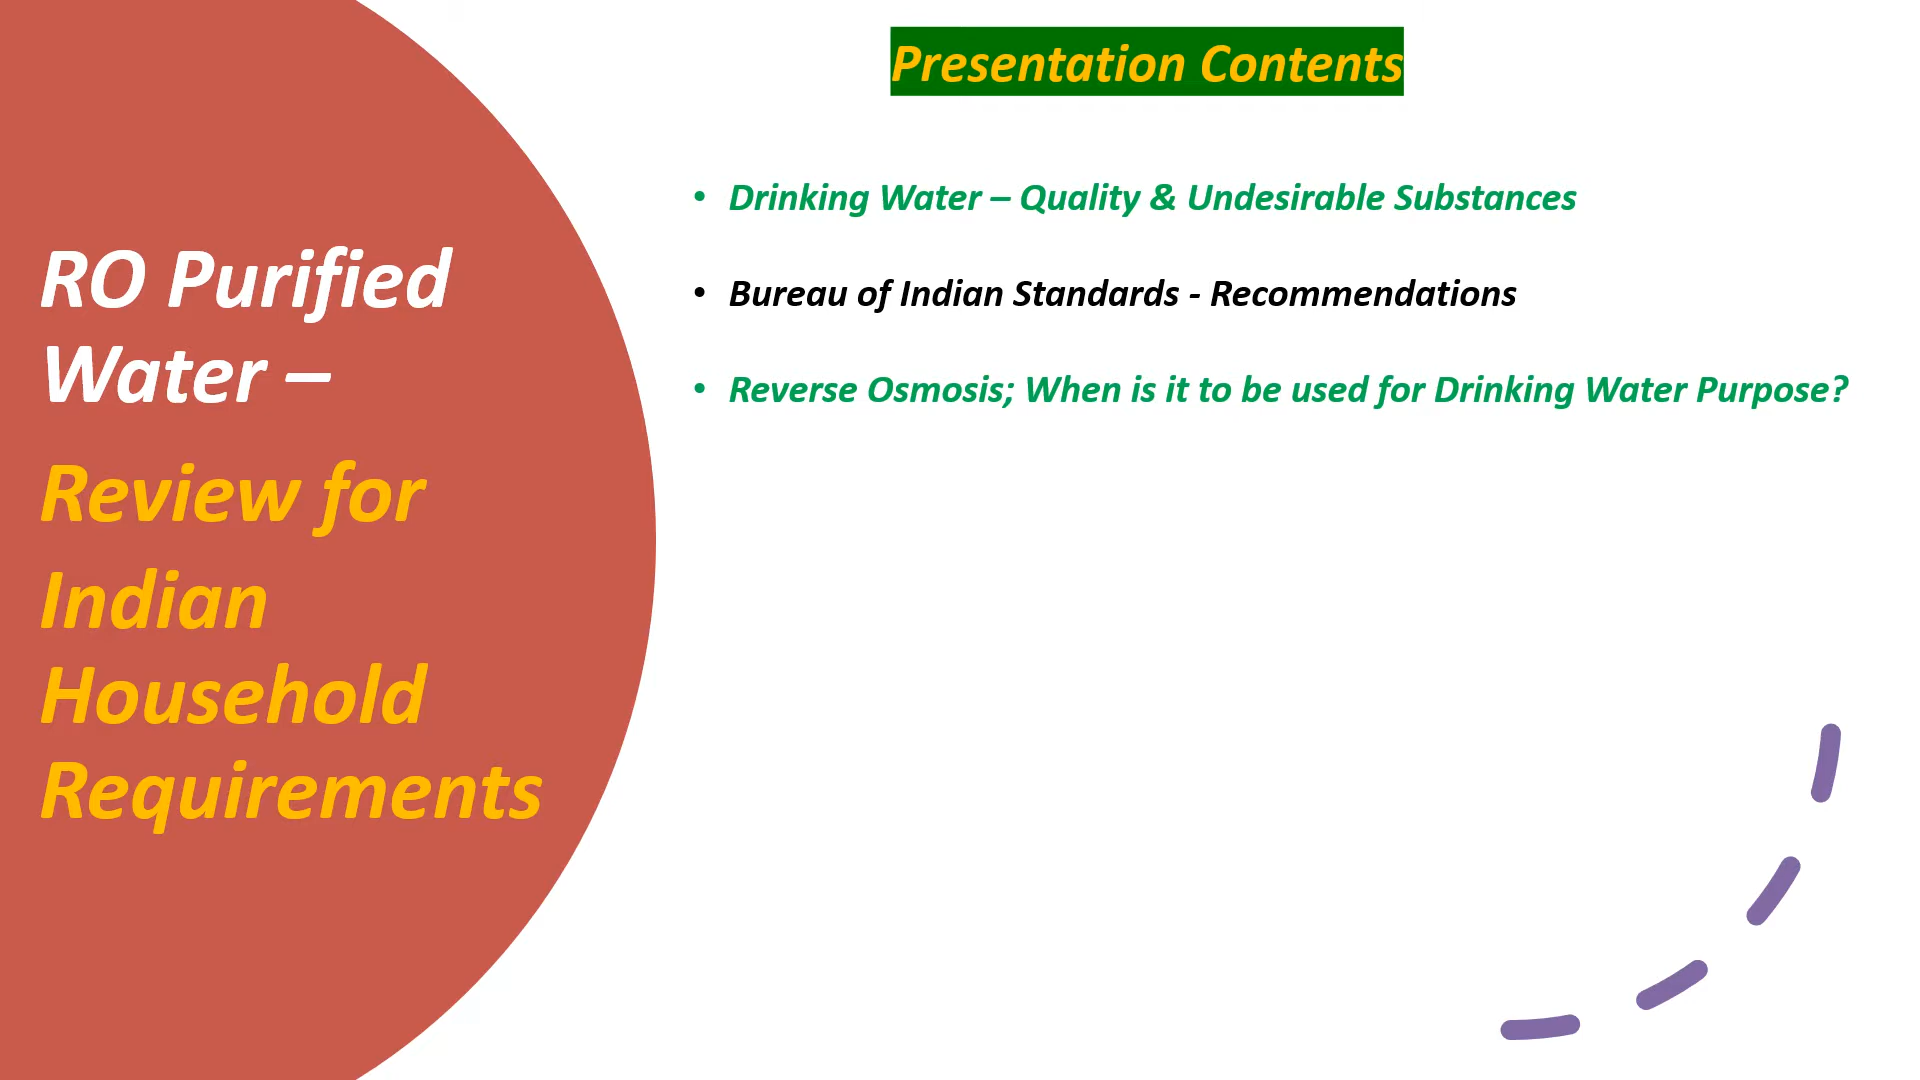 RO Purified
Water –
Review for
Indian
Household
Requirements
Presentation Contents
• Drinking Water – Quality & Undesirable Substances
• Bureau of Indian Standards - Recommendations
• Reverse Osmosis; When is it to be used for Drinking Water Purpose?